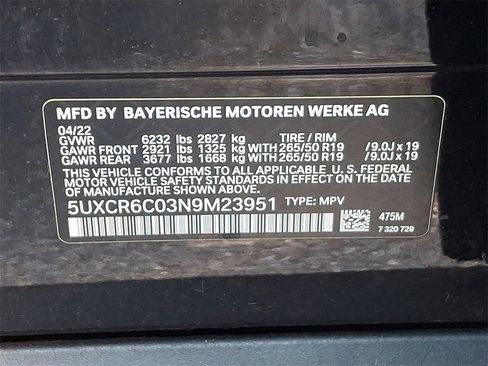 MFD BY BAYERISCHE MOTOREN WERKE AG
04/22
GVWR 6232 lbs 2827 kg TIRE / RIM
GAWR FRONT 2921 lbs 1325 kg WITH 265/50 R19 /9.0J x 19
GAWR REAR 3677 lbs 1668 kg WITH 265/50 R19 /9.0J x 19
THIS VEHICLE CONFORMS TO ALL APPLICABLE U.S. FEDERAL
MOTOR VEHICLE SAFETY STANDARDS IN EFFECT ON THE
DATE OF MANUFACTURE SHOWN ABOVE.
5UXCR6C03N9M23951 TYPE: MPV
475M
7 320 729